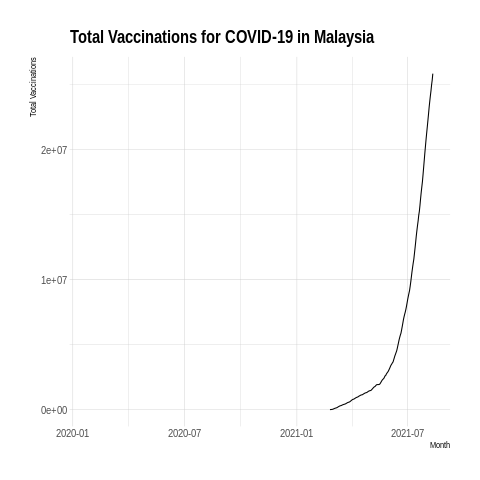 Total Vaccinations for COVID-19 in Malaysia
Total Vaccinations
2e+07
1e+07
0e+00
2020-01 2020-07 2021-01 2021-07
Month